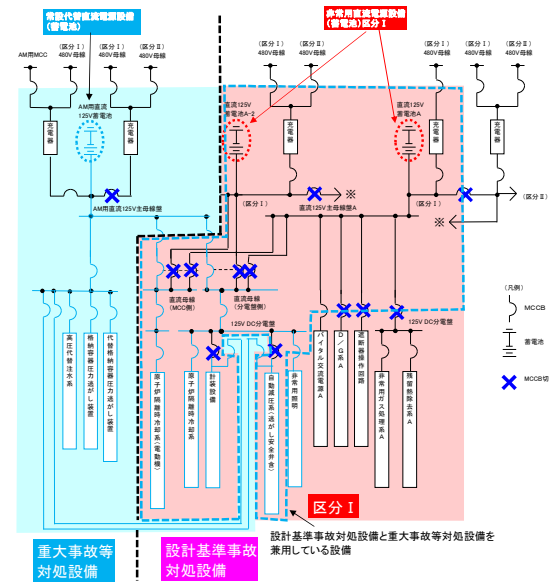 常設代替直流電源設備
(蓄電池)
非常用直流電源設備
(蓄電池)区分Ⅰ
AM用MCC
(区分Ⅰ)
480V母線
(区分Ⅰ)
480V母線
(区分Ⅱ)
480V母線
(区分Ⅰ)
480V母線
(区分Ⅱ)
480V母線
(区分Ⅰ)
480V母線
(区分Ⅰ)
480V母線
(区分Ⅱ)
480V母線
AM用直流
125V蓄電池
直流125V
蓄電池A-2
直流125V
蓄電池A
充電器
充電器
充電器
充電器
充電器
※
(区分Ⅱ)
AM用直流125V主母線盤
(区分Ⅰ)
直流125V主母線盤A
(区分Ⅰ)
※
直流母線
(MCC側)
直流母線
(分電盤側)
125V DC分電盤
125V DC分電盤
(凡例)
MCCB
蓄電池
MCCB切
高圧代替注水系
格納容器圧力逃がし装置
代替格納容器圧力逃がし装置
原子炉隔離時冷却系(電動機)
原子炉隔離時冷却系
計装設備
自動減圧系(逃がし安全弁含)
非常用照明
バイタル交流電源A
D/G系A
遮断器操作回路
非常用ガス処理系A
残留熱除去系A
区分Ⅰ
設計基準事故対処設備と重大事故等対処設備を
兼用している設備
重大事故等
対処設備
設計基準事故
対処設備